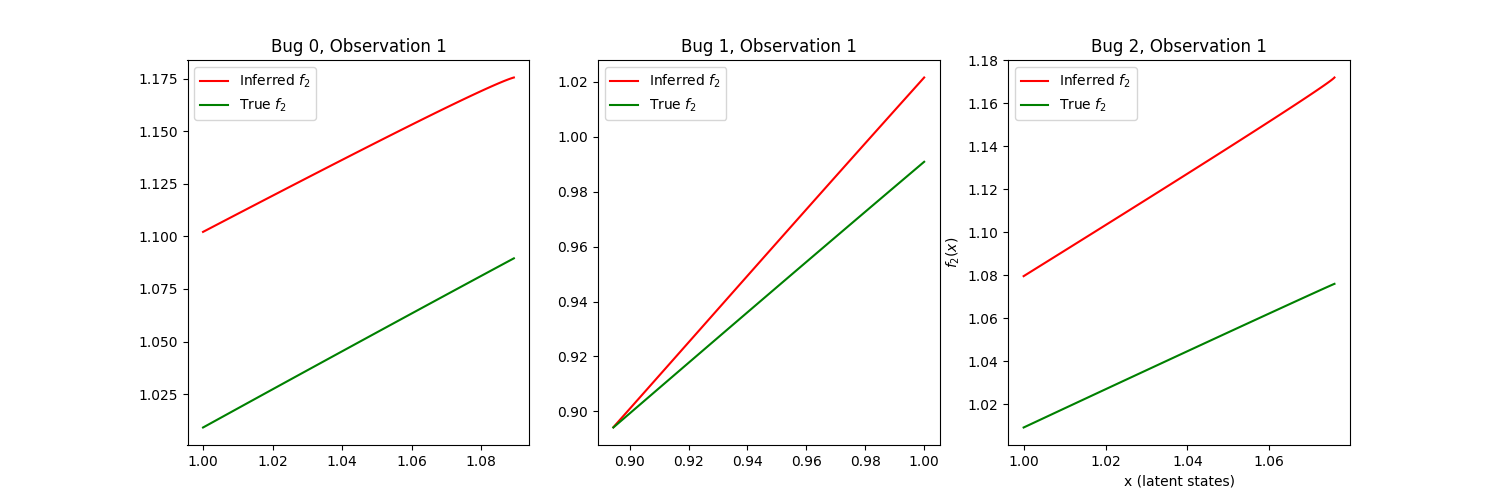 Bug 0, Observation 1
Inferred f₂
True f₂
1.175
1.150
1.125
1.100
1.075
1.050
1.025
1.00 1.02 1.04 1.06 1.08
Bug 1, Observation 1
Inferred f₂
True f₂
1.02
1.00
0.98
0.96
0.94
0.92
0.90
0.90 0.92 0.94 0.96 0.98 1.00
Bug 2, Observation 1
Inferred f₂
True f₂
f₂(x)
1.18
1.16
1.14
1.12
1.10
1.08
1.06
1.04
1.02
1.00 1.02 1.04 1.06
x (latent states)